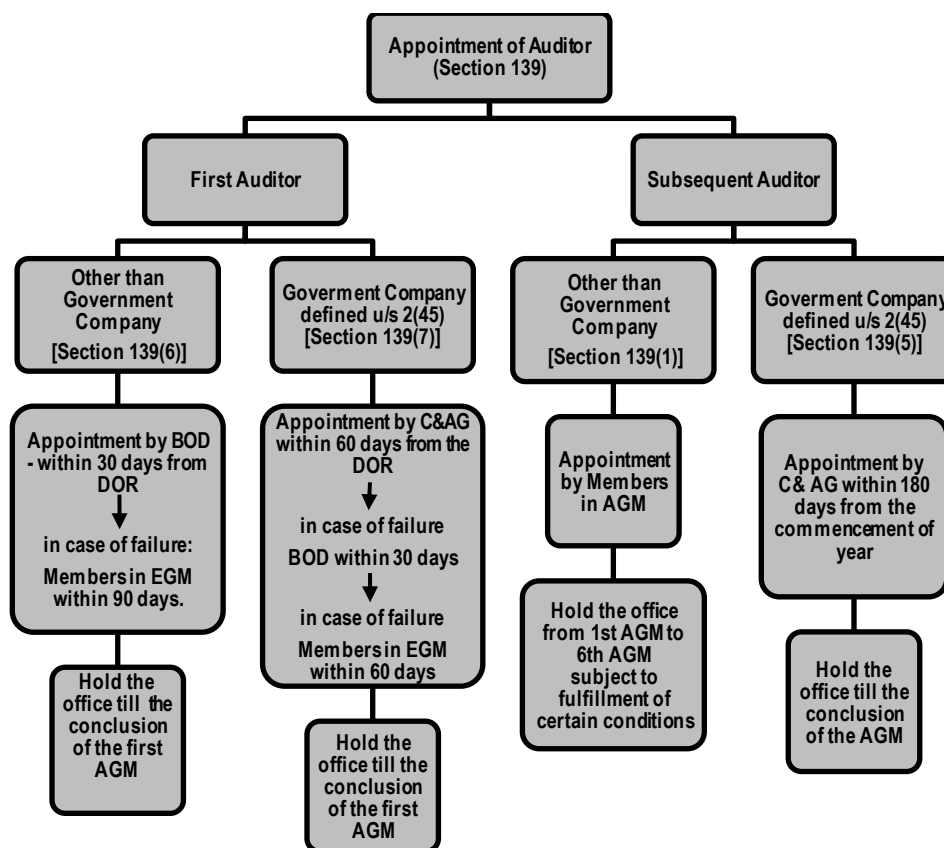 Appointment of Auditor
(Section 139)
First Auditor
Subsequent Auditor
Other than
Government
Company
[Section 139(6)]
Goverment Company
defined u/s 2(45)
[Section 139(7)]
Other than
Government
Company
[Section 139(1)]
Goverment Company
defined u/s 2(45)
[Section 139(5)]
Appointment by BOD
- within 30 days from
DOR
in case of failure:
Members in EGM
within 90 days.
Appointment by C&AG
within 60 days from the
DOR
in case of failure
BOD within 30 days
in case of failure
Members in EGM
within 60 days
Appointment
by Members
in AGM
Appointment by
C& AG within 180
days from the
commencement of
year
Hold the
office till the
conclusion
of the first
AGM
Hold the
office till the
conclusion
of the first
AGM
Hold the office
from 1st AGM to
6th AGM
subject to
fulfillment of
certain conditions
Hold the
office till the
conclusion
of the AGM